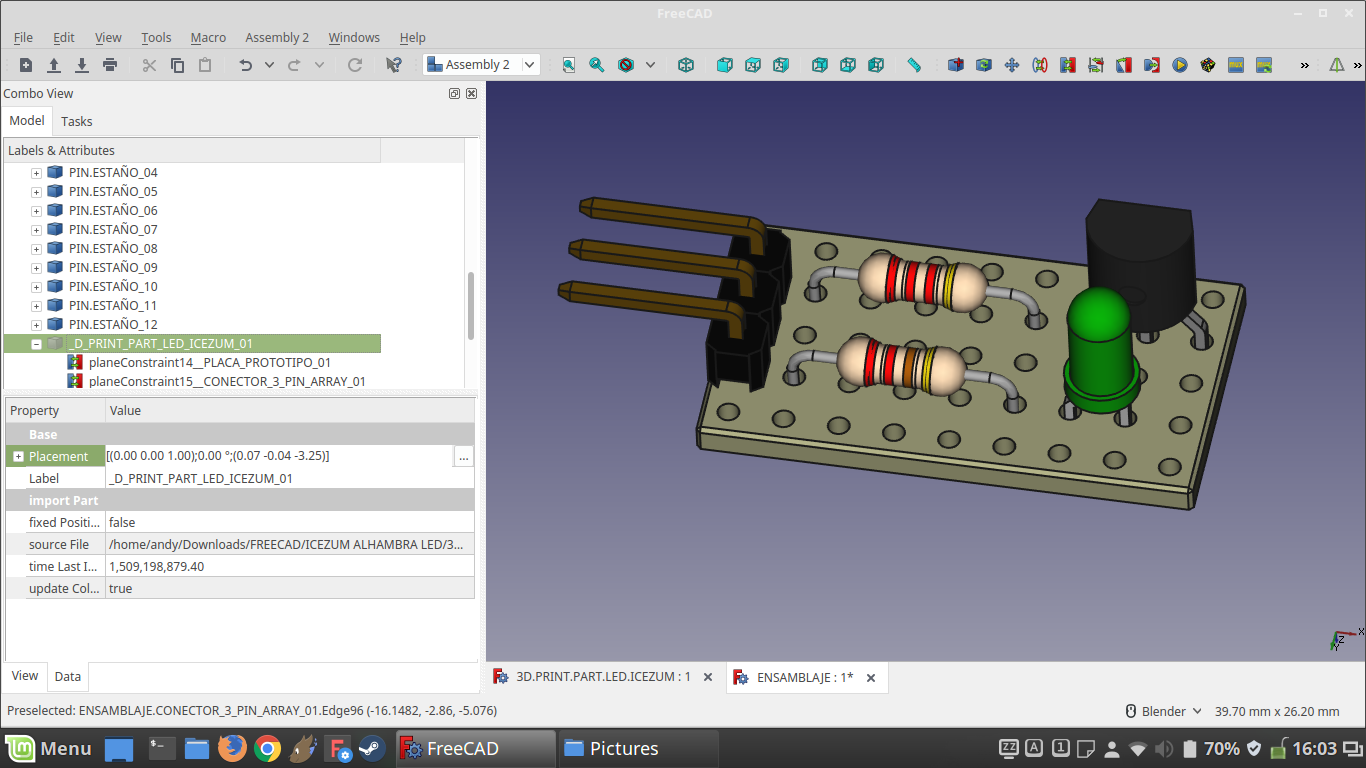 FreeCAD
File Edit View Tools Macro Assembly 2 Windows Help
Assembly 2
Combo View
Model Tasks
Labels & Attributes
PIN.ESTAÑO_04
PIN.ESTAÑO_05
PIN.ESTAÑO_06
PIN.ESTAÑO_07
PIN.ESTAÑO_08
PIN.ESTAÑO_09
PIN.ESTAÑO_10
PIN.ESTAÑO_11
PIN.ESTAÑO_12
_D_PRINT_PART_LED_ICEZUM_01
planeConstraint14__PLACA_PROTOTIPO_01
planeConstraint15__CONECTOR_3_PIN_ARRAY_01
Property Value
Base
Placement [(0.00 0.00 1.00);0.00 °;(0.07 -0.04 -3.25)] ...
Label _D_PRINT_PART_LED_ICEZUM_01
import Part
fixed Positi... false
source File /home/andy/Downloads/FREECAD/ICEZUM ALHAMBRA LED/3...
time Last I... 1,509,198,879.40
update Col... true
X
Z
Y
View Data
3D.PRINT.PART.LED.ICEZUM : 1 ENSAMBLAJE : 1*
Preselected: ENSAMBLAJE.CONECTOR_3_PIN_ARRAY_01.Edge96 (-16.1482, -2.86, -5.076) Blender 39.70 mm x 26.20 mm
Menu FreeCAD Pictures zz A 1 70% 16:03